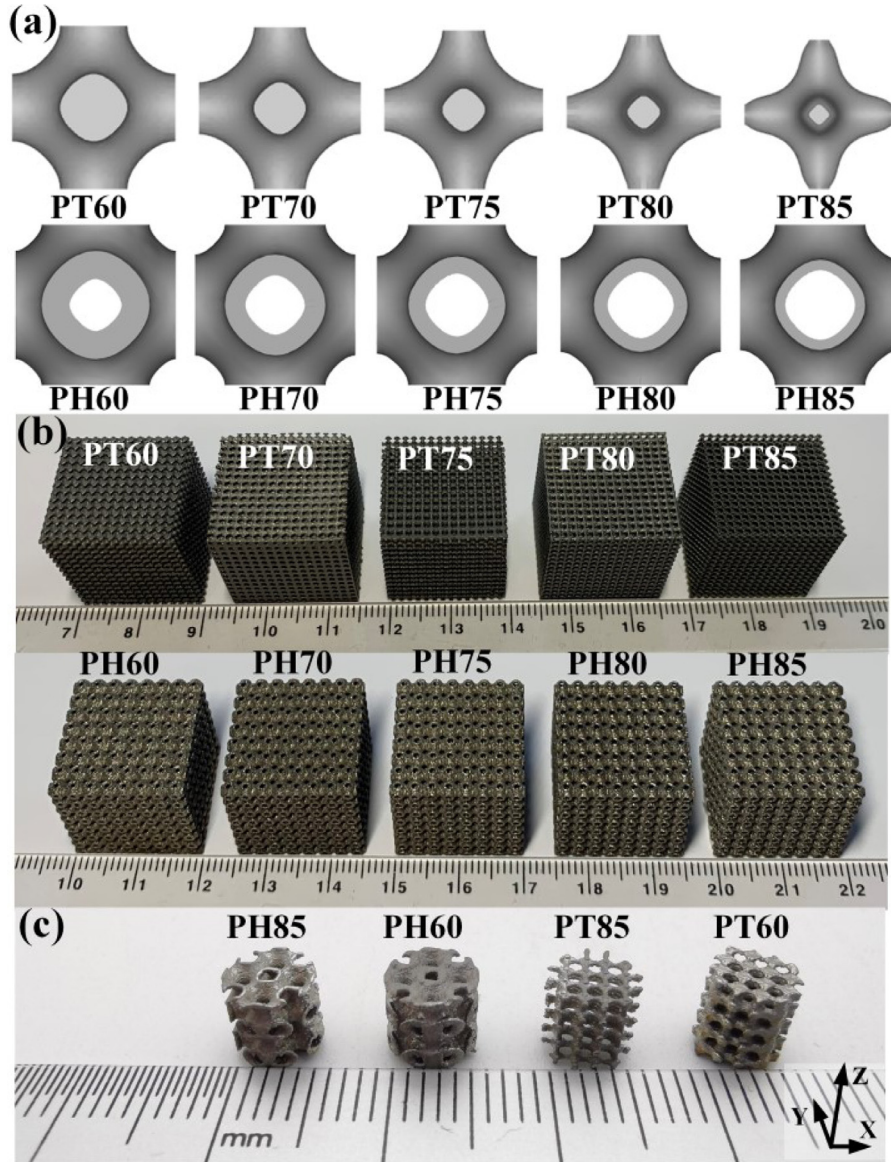 (a)
PT60 PT70 PT75 PT80 PT85
PH60 PH70 PH75 PH80 PH85
(b)
PT60 PT70 PT75 PT80 PT85
7 8 9 10 11 12 13 14 15 16 17 18 19 20
PH60 PH70 PH75 PH80 PH85
10 11 12 13 14 15 16 17 18 19 20 21 22
(c)
PH85 PH60 PT85 PT60
mm
Z
Y
X